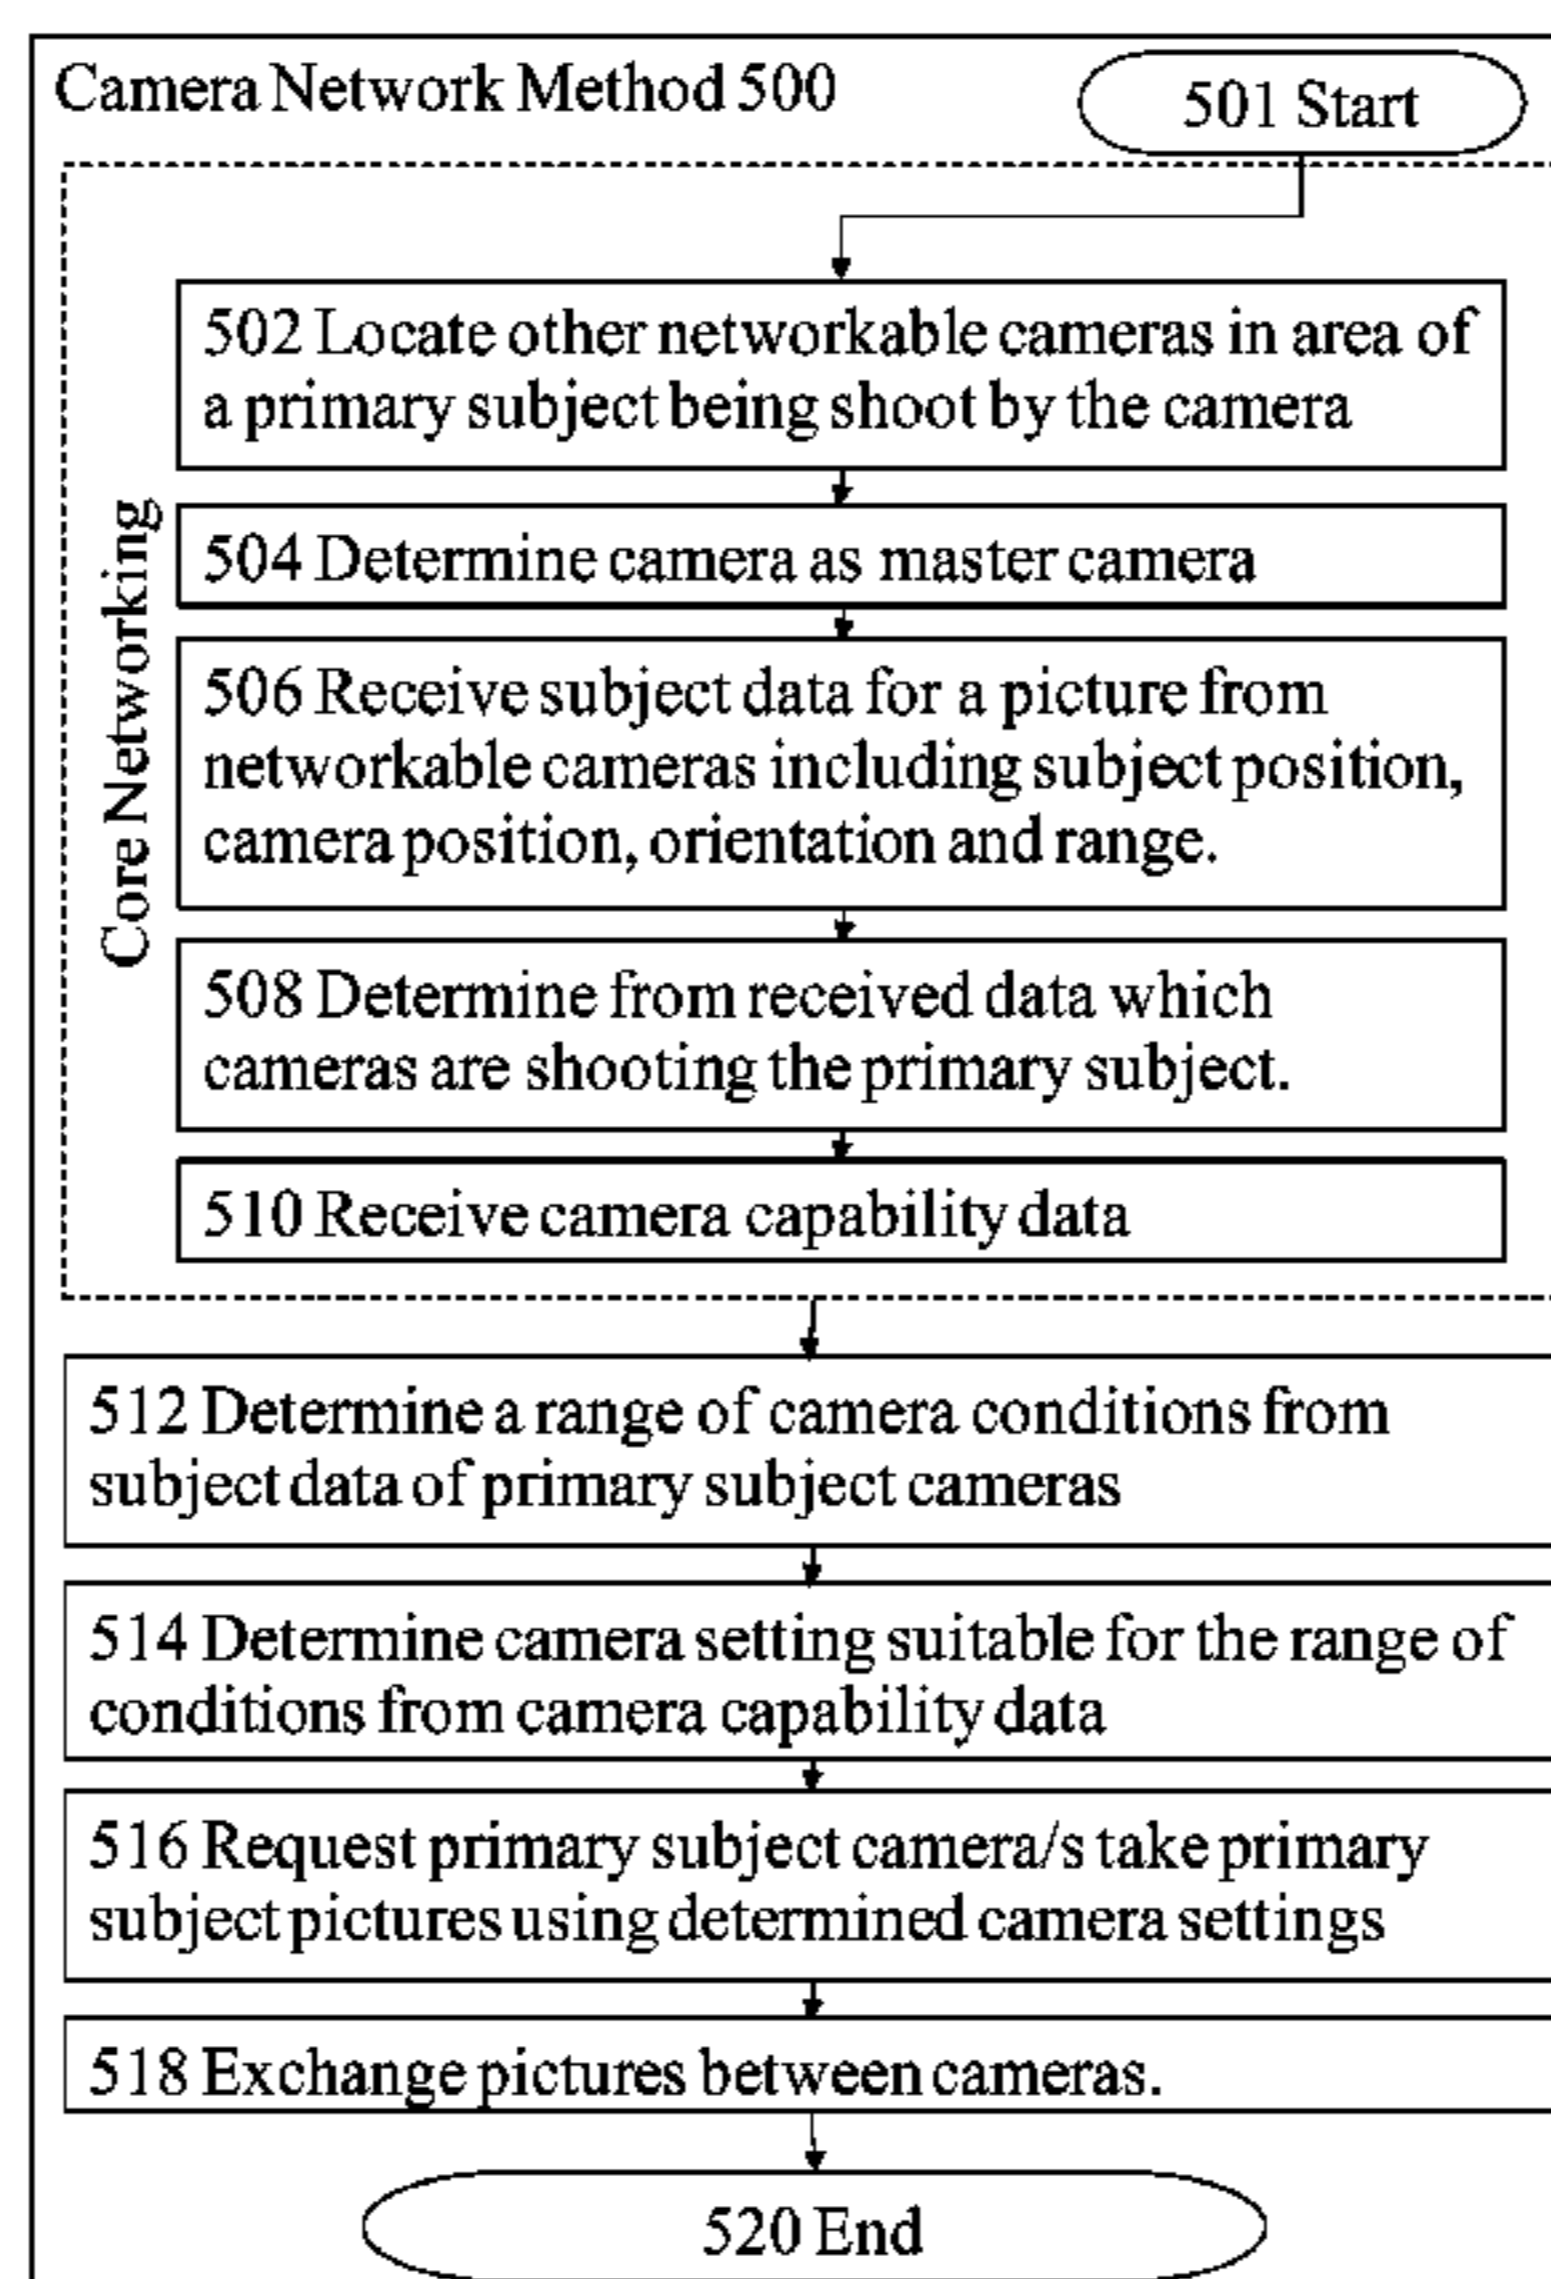 Camera Network Method 500
501 Start
Core Networking
502 Locate other networkable cameras in area of
a primary subject being shoot by the camera
504 Determine camera as master camera
506 Receive subject data for a picture from
networkable cameras including subject position,
camera position, orientation and range.
508 Determine from received data which
cameras are shooting the primary subject.
510 Receive camera capability data
512 Determine a range of camera conditions from
subject data of primary subject cameras
514 Determine camera setting suitable for the range of
conditions from camera capability data
516 Request primary subject camera/s take primary
subject pictures using determined camera settings
518 Exchange pictures between cameras.
520 End